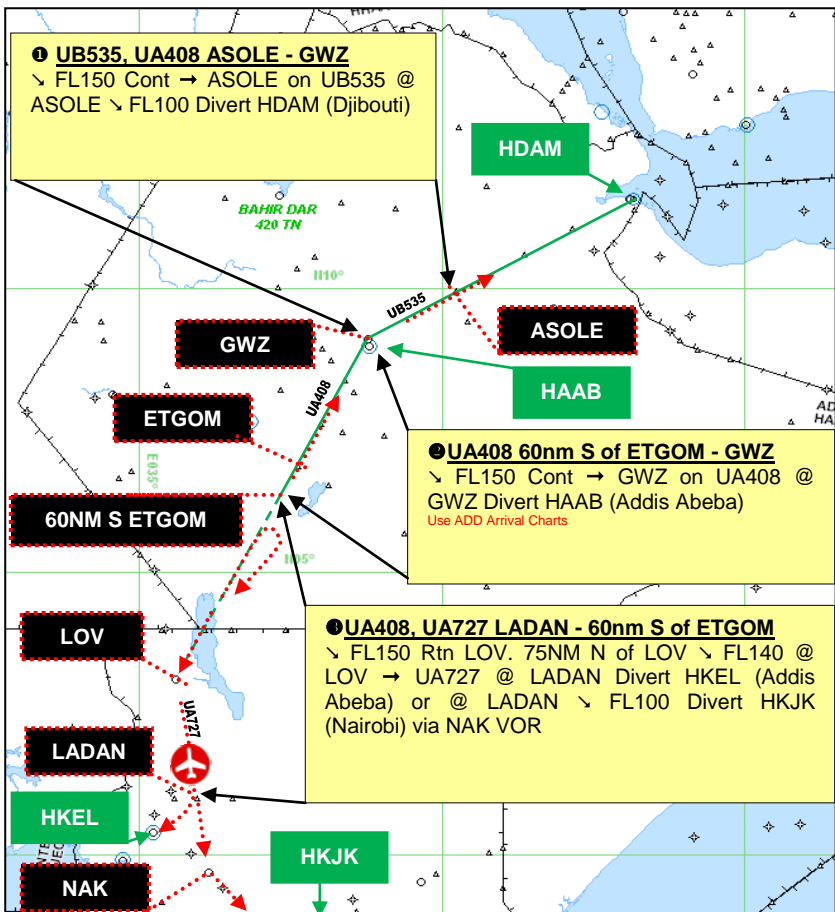 ❶ UB535, UA408 ASOLE - GWZ
↘ FL150 Cont → ASOLE on UB535 @
ASOLE ↘ FL100 Divert HDAM (Djibouti)
HDAM
BAHIR DAR
420 TN
N10°
UB535
ASOLE
GWZ
HAAB
UA408
ETGOM
E035°
❷UA408 60nm S of ETGOM - GWZ
↘ FL150 Cont → GWZ on UA408 @
GWZ Divert HAAB (Addis Abeba)
Use ADD Arrival Charts
60NM S ETGOM
N05°
❸UA408, UA727 LADAN - 60nm S of ETGOM
↘ FL150 Rtn LOV. 75NM N of LOV ↘ FL140 @
LOV → UA727 @ LADAN Divert HKEL (Addis
Abeba) or @ LADAN ↘ FL100 Divert HKJK
(Nairobi) via NAK VOR
LOV
UA727
LADAN
HKEL
HKJK
NAK